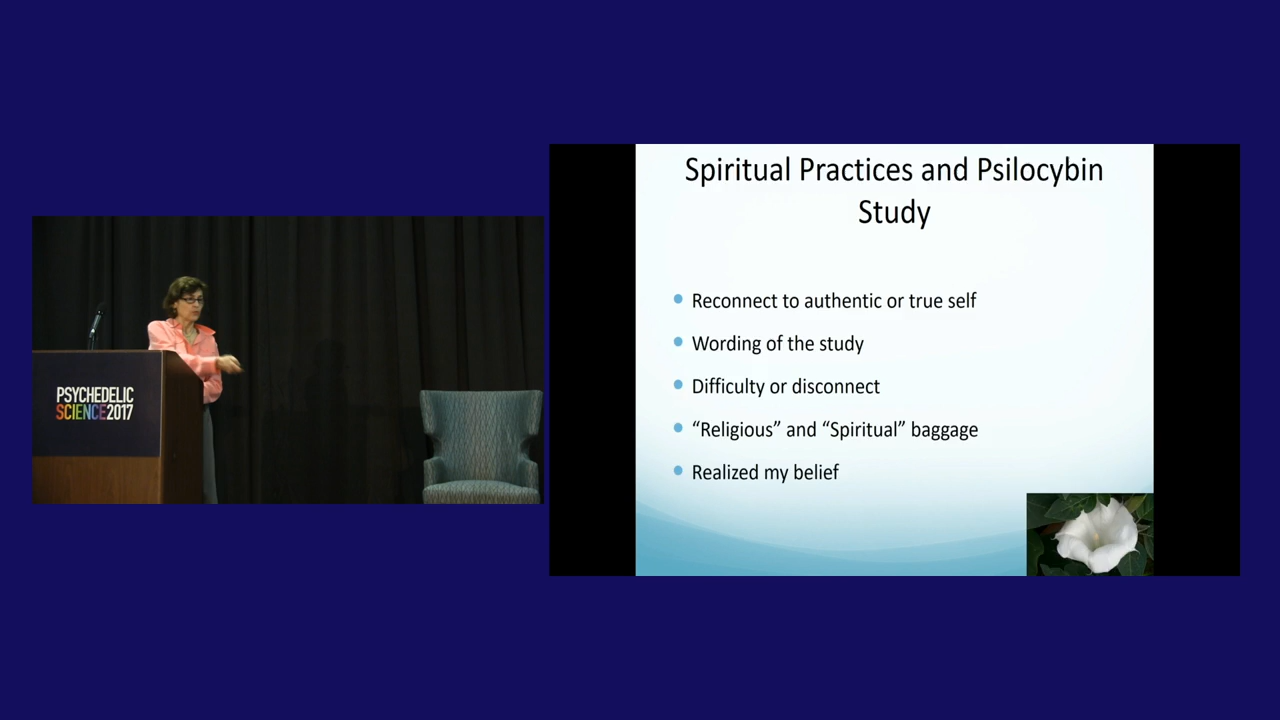 PSYCHEDELIC
SCIENCE2017
Spiritual Practices and Psilocybin
Study
Reconnect to authentic or true self
Wording of the study
Difficulty or disconnect
“Religious” and “Spiritual” baggage
Realized my belief